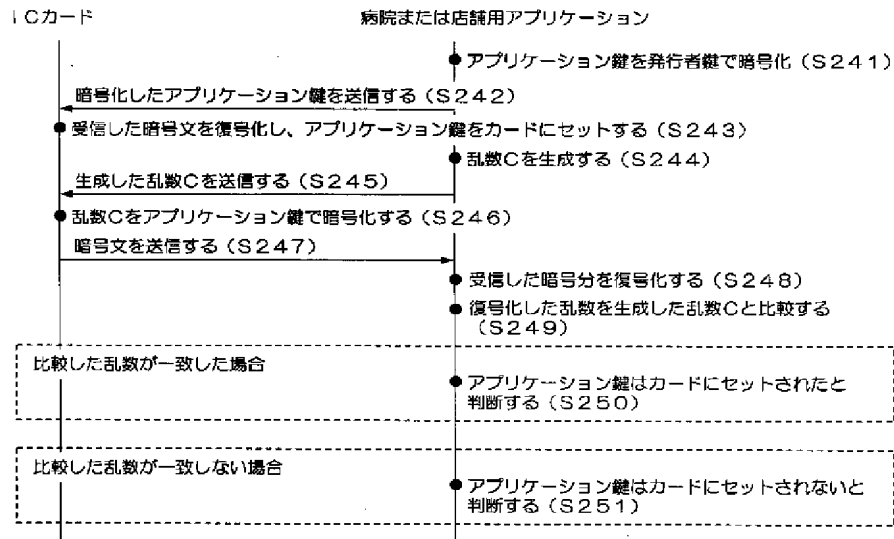 ICカード
病院または店舗用アプリケーション
アプリケーション鍵を発行者鍵で暗号化（S241）
暗号化したアプリケーション鍵を送信する（S242）
受信した暗号文を復号化し、アプリケーション鍵をカードにセットする（S243）
乱数Cを生成する（S244）
生成した乱数Cを送信する（S245）
乱数Cをアプリケーション鍵で暗号化する（S246）
暗号文を送信する（S247）
受信した暗号分を復号化する（S248）
復号化した乱数を生成した乱数Cと比較する
（S249）
比較した乱数が一致した場合
アプリケーション鍵はカードにセットされたと
判断する（S250）
比較した乱数が一致しない場合
アプリケーション鍵はカードにセットされないと
判断する（S251）